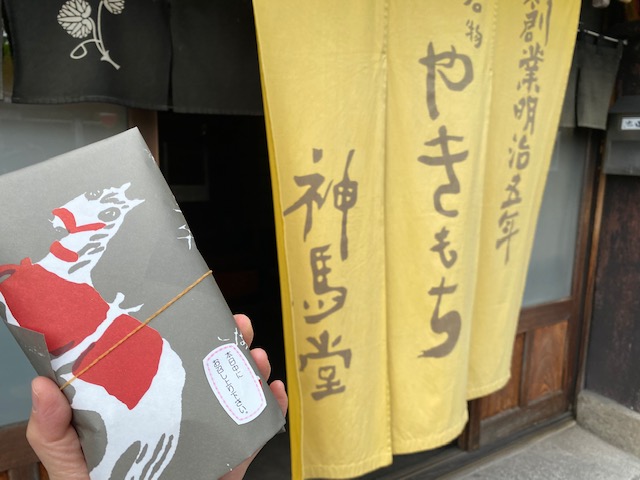 創業明治五年
名物
やきもち
神馬堂